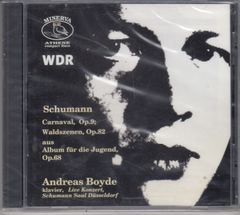 MINERVA
ATHENE
compact discs
WDR
Schumann
Carnaval, Op.9;
Waldszenen, Op.82
aus
Album für die Jugend,
Op.68
Andreas Boyde
klavier, Live Konzert,
Schumann Saal Düsseldorf